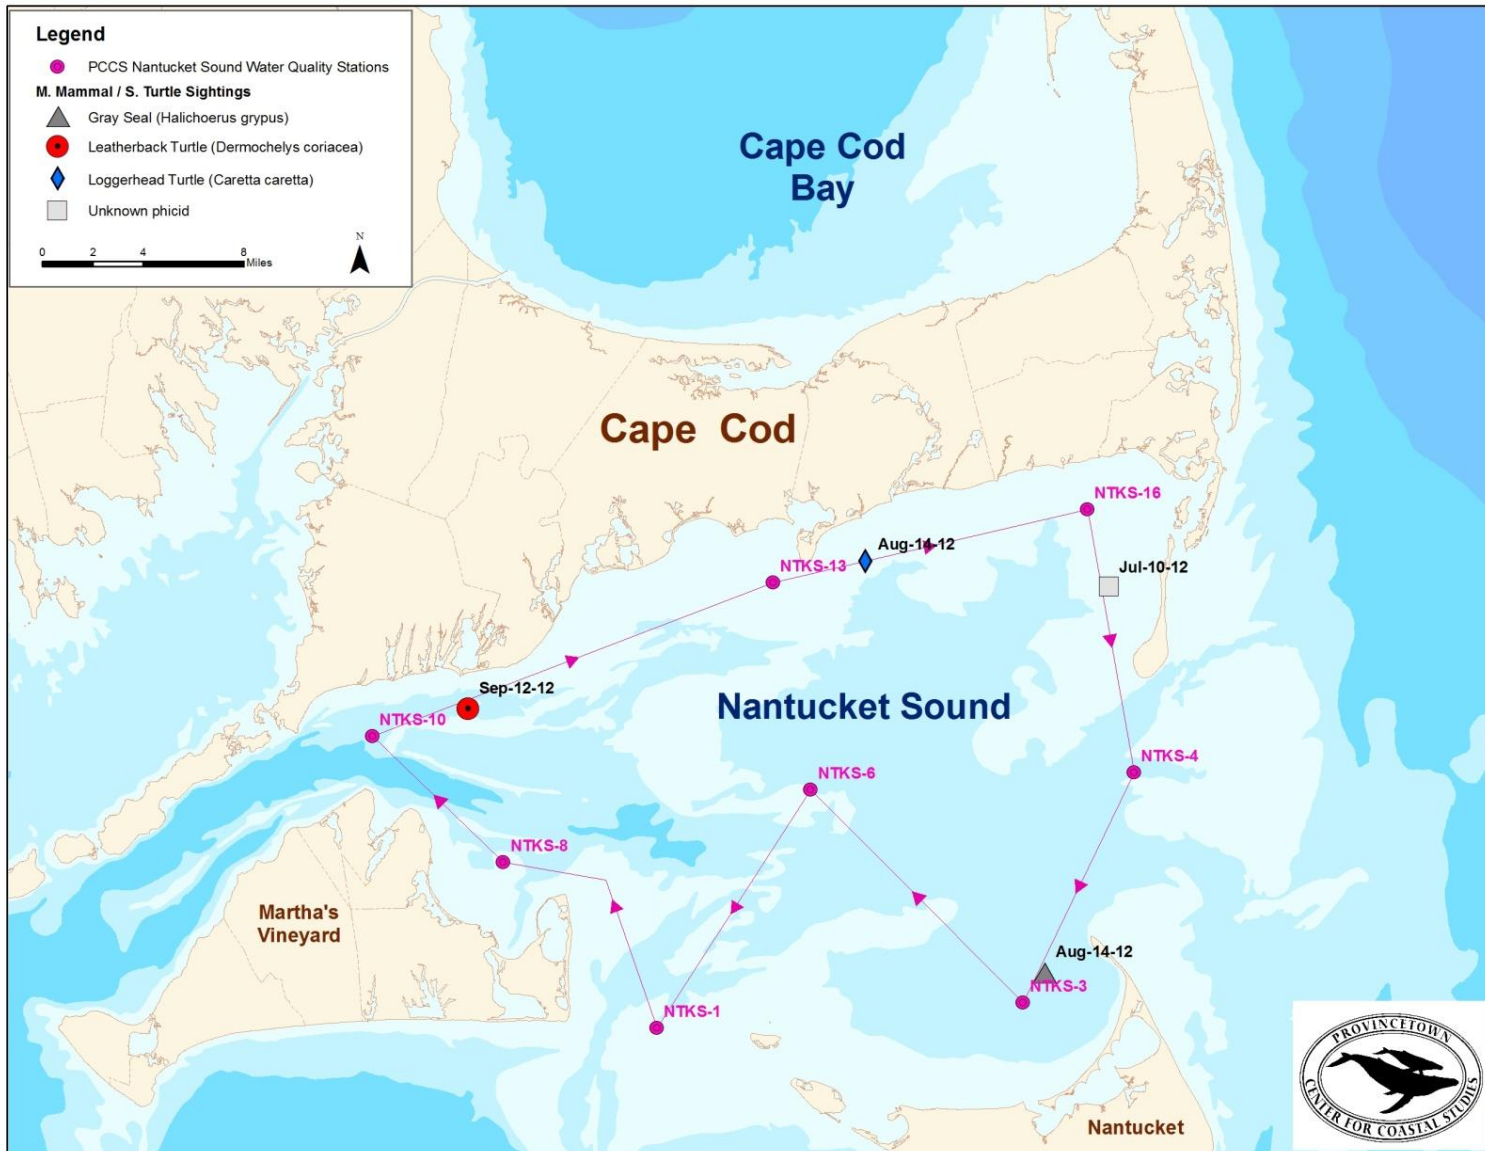 Legend
PCCS Nantucket Sound Water Quality Stations
M. Mammal / S. Turtle Sightings
Gray Seal (Halichoerus grypus)
Leatherback Turtle (Dermochelys coriacea)
Loggerhead Turtle (Caretta caretta)
Unknown phicid
N
0 2 4 8
Miles
Cape Cod
Bay
Cape Cod
NTKS-16
Aug-14-12
NTKS-13
Jul-10-12
Sep-12-12
NTKS-10
Nantucket Sound
NTKS-6
NTKS-4
NTKS-8
Martha's
Vineyard
Aug-14-12
NTKS-3
NTKS-1
Nantucket
PROVINCETOWN
CENTER FOR COASTAL STUDIES